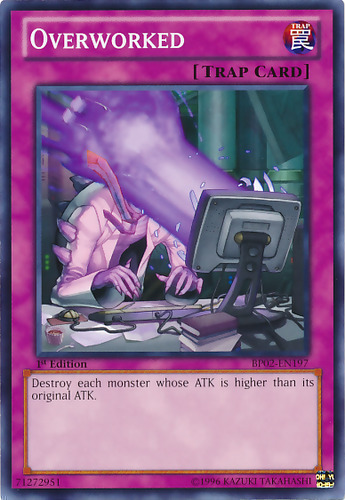 OVERWORKED
TRAP
罠
[TRAP CARD]
1st Edition
BP02-EN197
Destroy each monster whose ATK is higher than its
original ATK.
71272951
©1996 KAZUKI TAKAHASHI